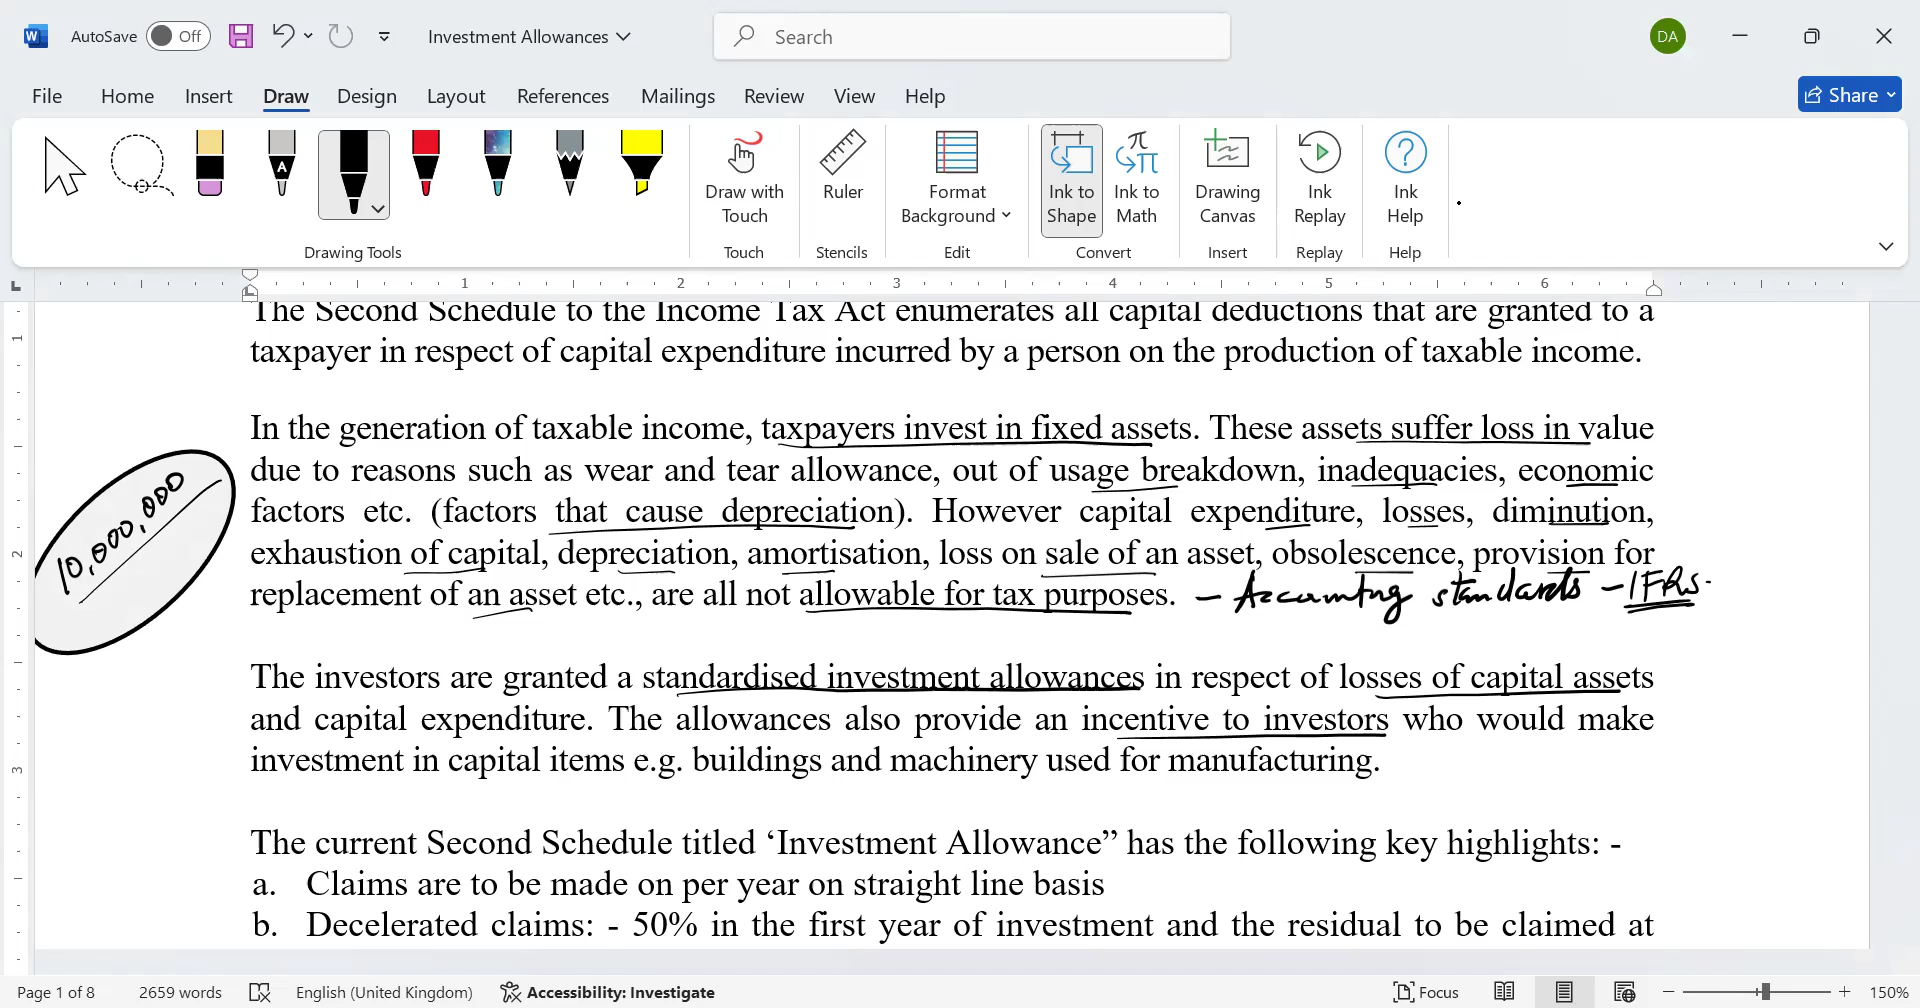 AutoSave Off Investment Allowances Search DA
File Home Insert Draw Design Layout References Mailings Review View Help Share
A
Draw with Touch Ruler Format Background Ink to Shape Ink to Math Drawing Canvas Ink Replay Ink Help
Drawing Tools Touch Stencils Edit Convert Insert Replay Help
1 2 3 4 5 6
The Second Schedule to the Income Tax Act enumerates all capital deductions that are granted to a
taxpayer in respect of capital expenditure incurred by a person on the production of taxable income.
In the generation of taxable income, taxpayers invest in fixed assets. These assets suffer loss in value
due to reasons such as wear and tear allowance, out of usage breakdown, inadequacies, economic
factors etc. (factors that cause depreciation). However capital expenditure, losses, diminution,
exhaustion of capital, depreciation, amortisation, loss on sale of an asset, obsolescence, provision for
replacement of an asset etc., are all not allowable for tax purposes. - Accounting standards - IFRS.
10,000,000
The investors are granted a standardised investment allowances in respect of losses of capital assets
and capital expenditure. The allowances also provide an incentive to investors who would make
investment in capital items e.g. buildings and machinery used for manufacturing.
The current Second Schedule titled ‘Investment Allowance” has the following key highlights: -
a. Claims are to be made on per year on straight line basis
b. Decelerated claims: - 50% in the first year of investment and the residual to be claimed at
1
2
3
Page 1 of 8 2659 words English (United Kingdom) Accessibility: Investigate Focus 150%